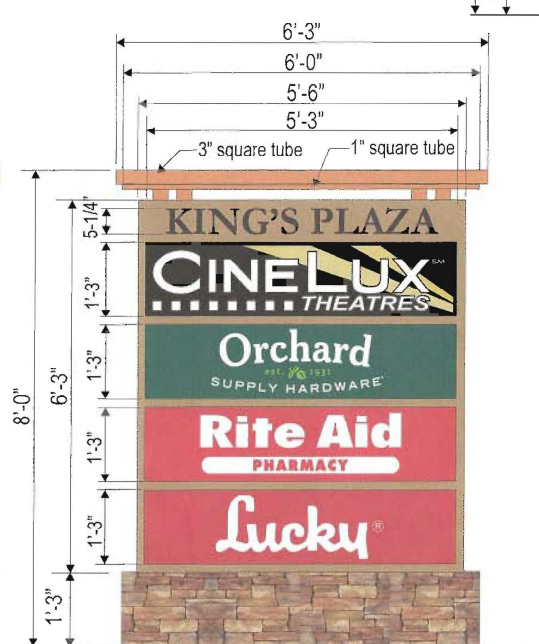 6'-3"
6'-0"
5'-6"
5'-3"
3" square tube
1" square tube
5-1/4"
KING'S PLAZA
1'-3"
CINELUX℠
THEATRES
1'-3"
Orchard
est. 1931
SUPPLY HARDWARE
8'-0"
6'-3"
1'-3"
Rite Aid
PHARMACY
1'-3"
Lucky®
1'-3"